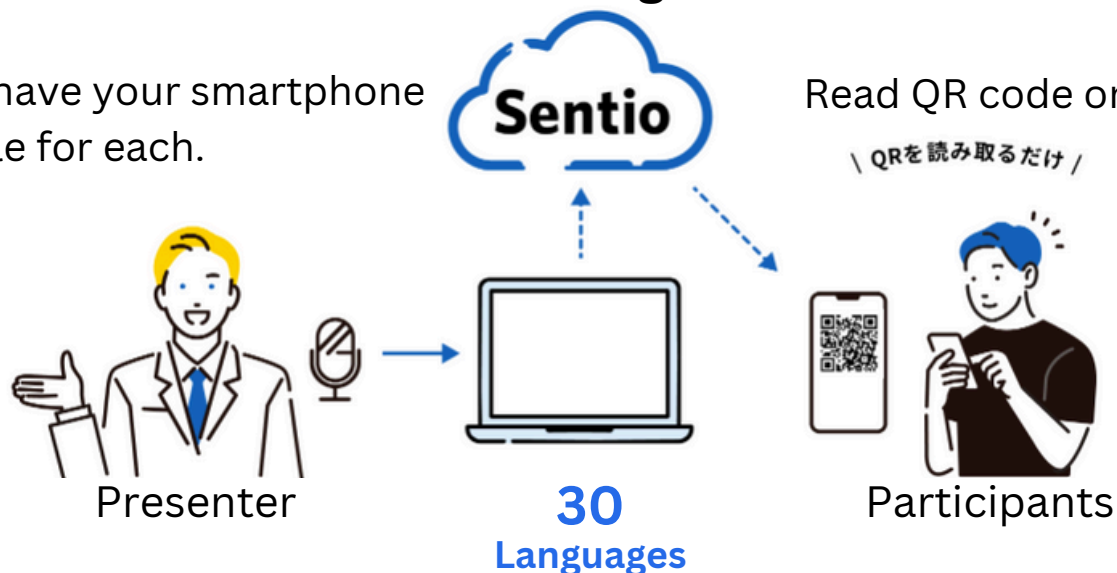 have your smartphone
e for each.
Sentio
Read QR code or
\ QRを読み取るだけ /
Presenter
30
Languages
Participants